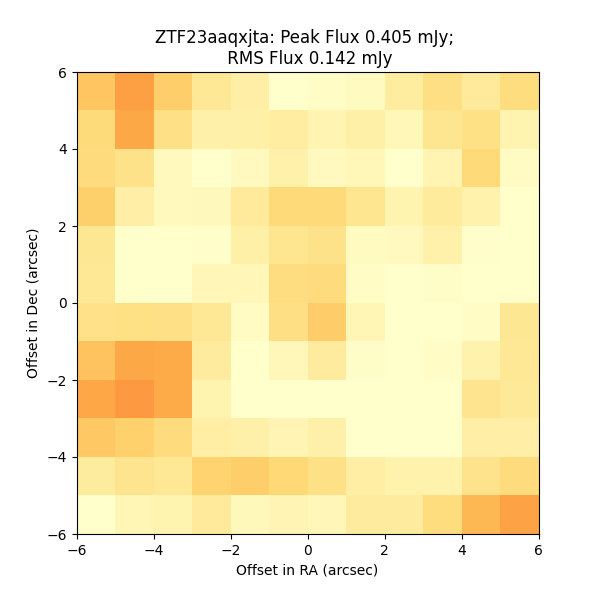 ZTF23aaqxjta: Peak Flux 0.405 mJy;
RMS Flux 0.142 mJy
6
4
2
0
−2
−4
−6
Offset in Dec (arcsec)
−6 −4 −2 0 2 4 6
Offset in RA (arcsec)